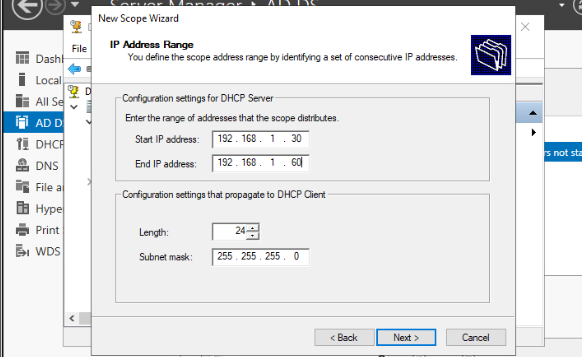 Server Manager
AD DS
New Scope Wizard
File
Dash
Local
All Se
AD D
DHCP
DNS
File a
Hype
Print
WDS
IP Address Range
You define the scope address range by identifying a set of consecutive IP addresses.
Configuration settings for DHCP Server
Enter the range of addresses that the scope distributes.
Start IP address: 192 . 168 . 1 . 30
End IP address: 192 . 168 . 1 . 60
Configuration settings that propagate to DHCP Client
Length: 24
Subnet mask: 255 . 255 . 255 . 0
rs not sta
< Back
Next >
Cancel